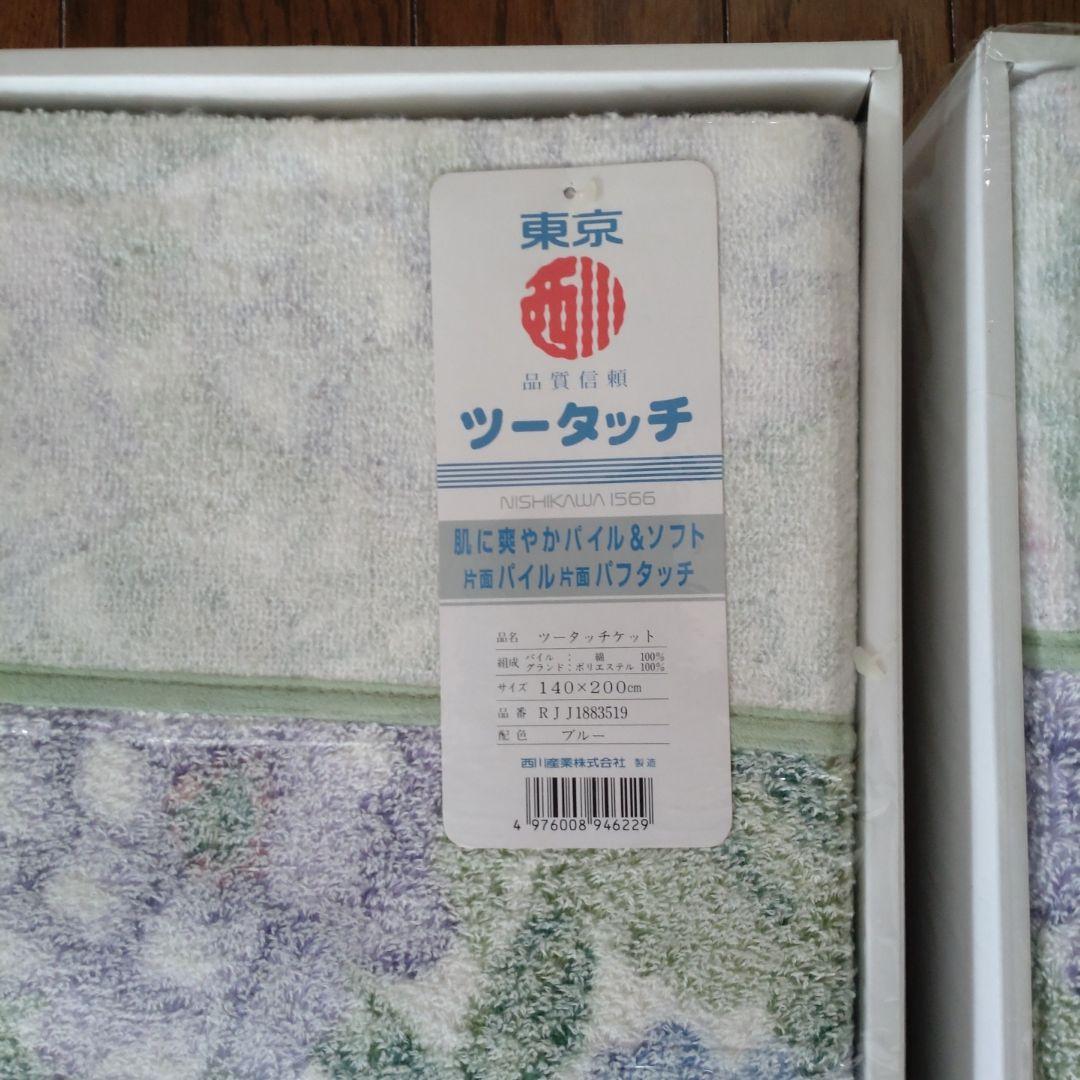 東京
西川
品質信頼
ツータッチ
NISHIKAWA 1566
肌に爽やかパイル&ソフト
片面パイル片面パフタッチ
品名 ツータッチケット
組成 パイル : 綿 100%
グランド:ポリエステル 100%
サイズ 140×200cm
品番 RJJ1883519
配色 ブルー
西川産業株式会社 製造
4 976008 946229